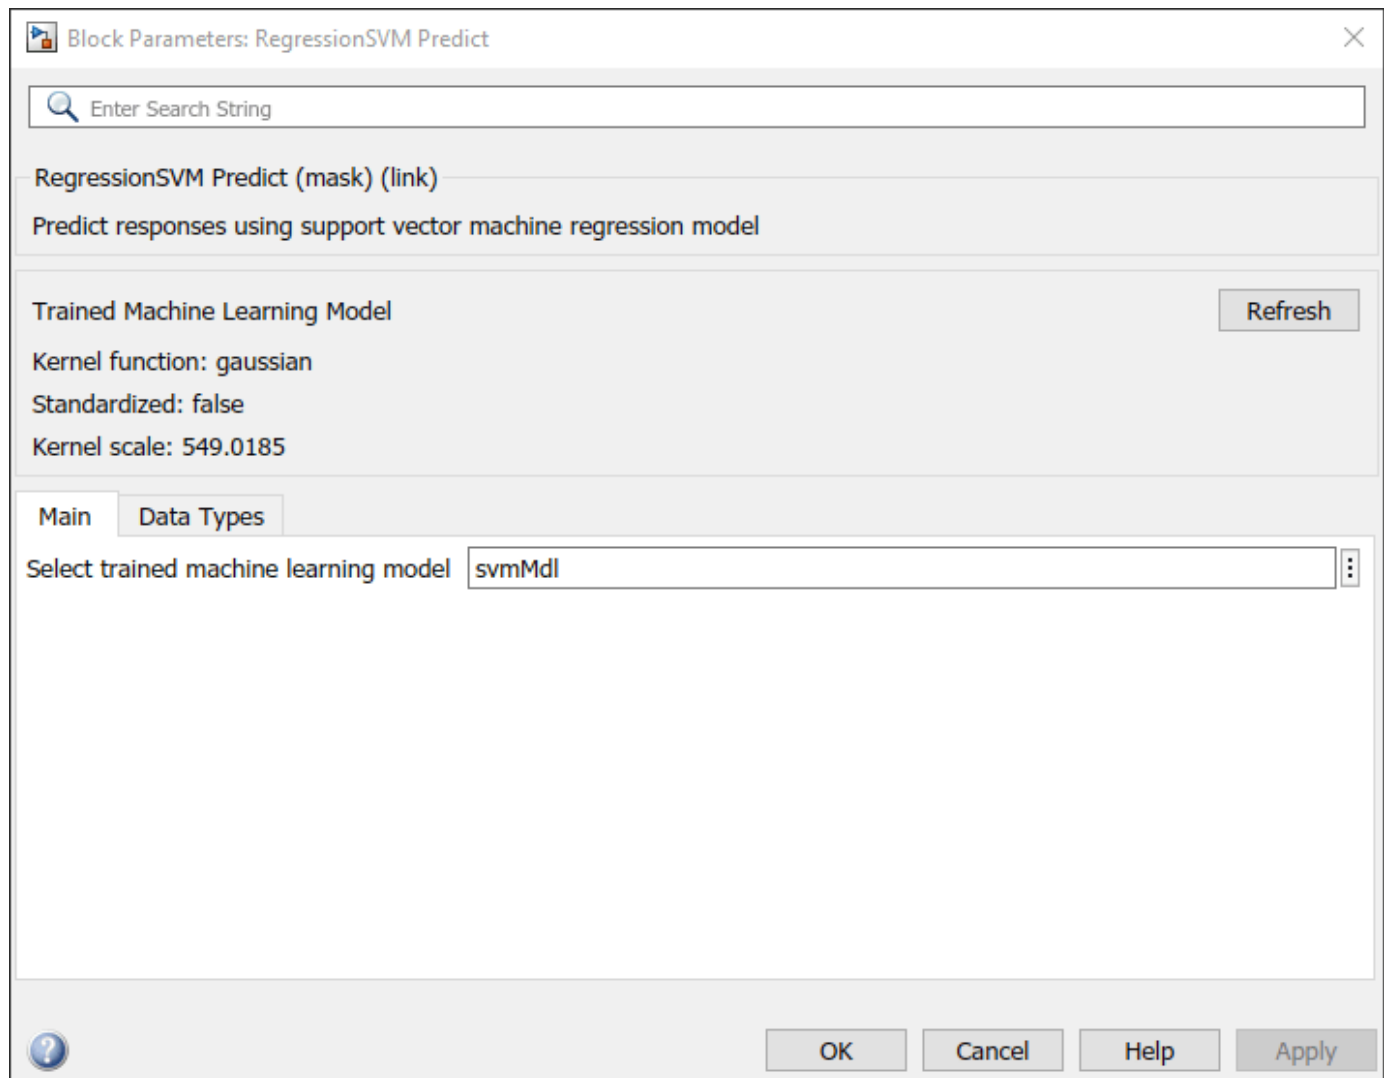 Block Parameters: RegressionSVM Predict
Enter Search String
RegressionSVM Predict (mask) (link)
Predict responses using support vector machine regression model
Trained Machine Learning Model Refresh
Kernel function: gaussian
Standardized: false
Kernel scale: 549.0185
Main Data Types
Select trained machine learning model svmMdl
OK Cancel Help Apply